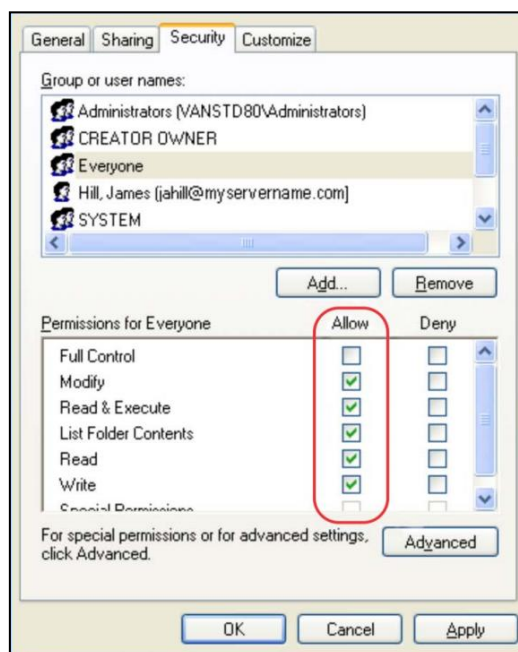 General Sharing Security Customize
Group or user names:
Administrators (VANSTD80\Administrators)
CREATOR OWNER
Everyone
Hill, James (jahill@myservername.com]
SYSTEM
Add... Remove
Permissions for Everyone Allow Deny
Full Control
Modify
Read & Execute
List Folder Contents
Read
Write
Special Permissions
For special permissions or for advanced settings,
click Advanced.
Advanced
OK Cancel Apply